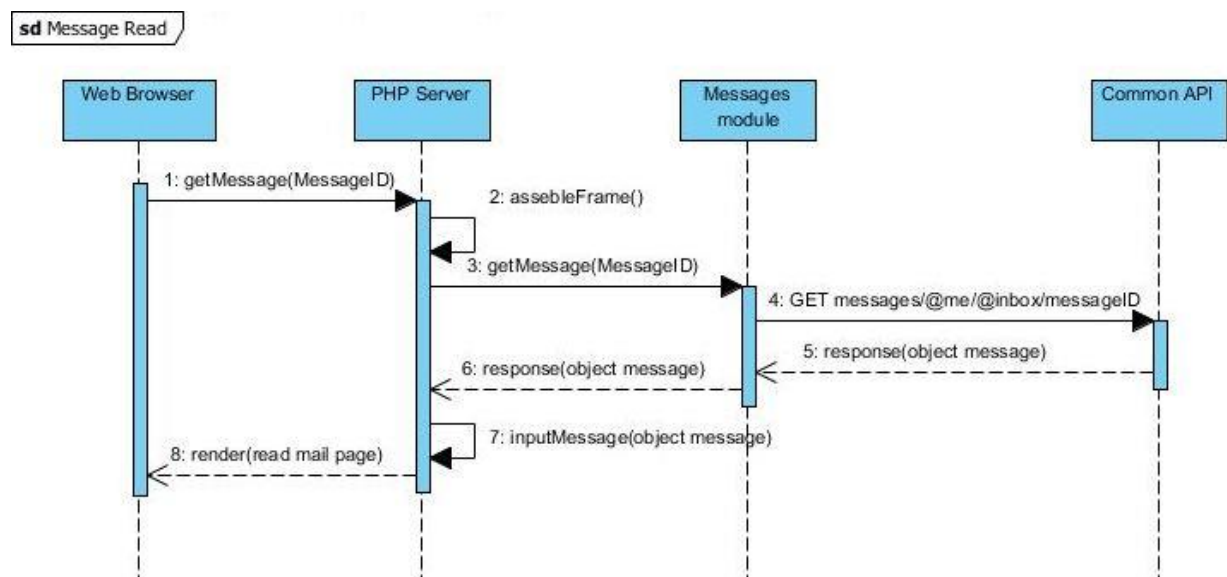 sd Message Read
Web Browser
PHP Server
Messages
module
Common API
1: getMessage(MessageID)
2: assebleFrame()
3: getMessage(MessageID)
4: GET messages/@me/@inbox/messageID
5: response(object message)
6: response(object message)
7: inputMessage(object message)
8: render(read mail page)